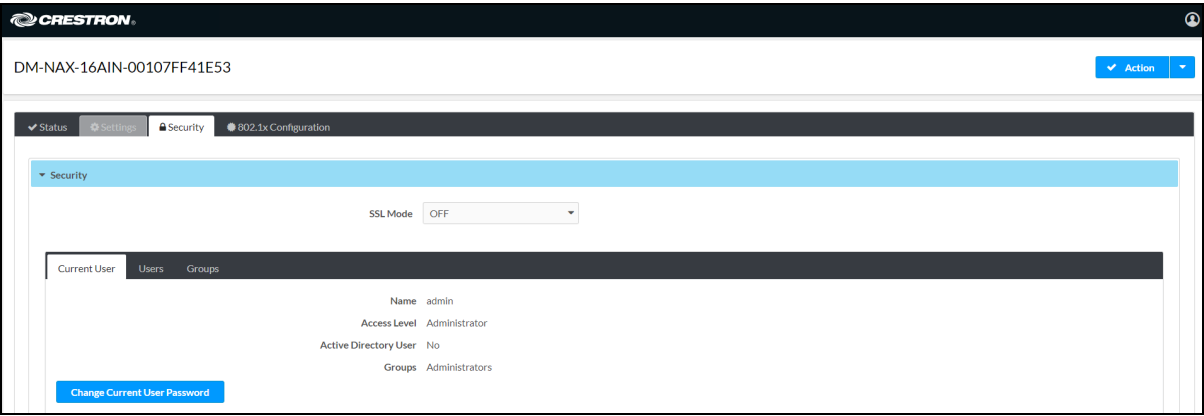 CRESTRON®
DM-NAX-16AIN-00107FF41E53
Action
Status Settings Security 802.1x Configuration
Security
SSL Mode OFF
Current User Users Groups
Name admin
Access Level Administrator
Active Directory User No
Groups Administrators
Change Current User Password